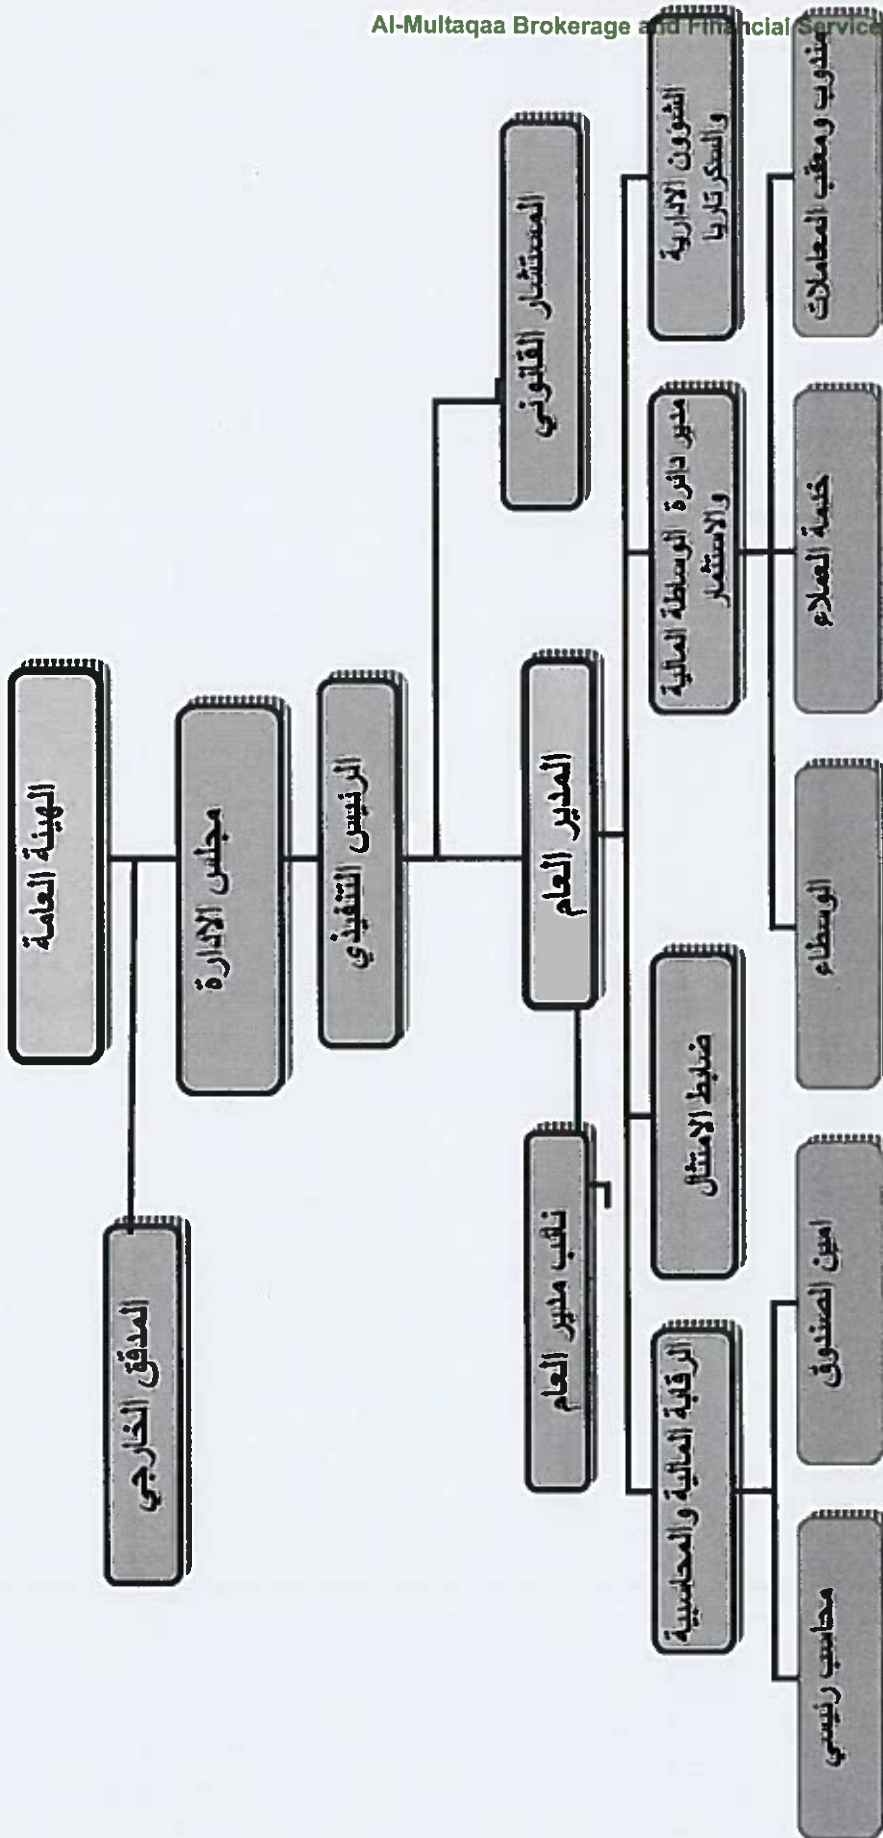 Al-Multaqaa Brokerage and Financial Service
الهيئة العامة
المدقق الخارجي
مجلس الادارة
الرئيس التنفيذي
المستشار القانوني
المدير العام
نائب مدير العام
الشؤون الادارية
والسكرتاريا
مدير دائرة الوساطة المالية
والاستثمار
ضابط الامتثال
الرقابة المالية والمحاسبية
مندوب ومعقب المعاملات
خدمة العملاء
الوسطاء
امين الصندوق
محاسب رئيسي